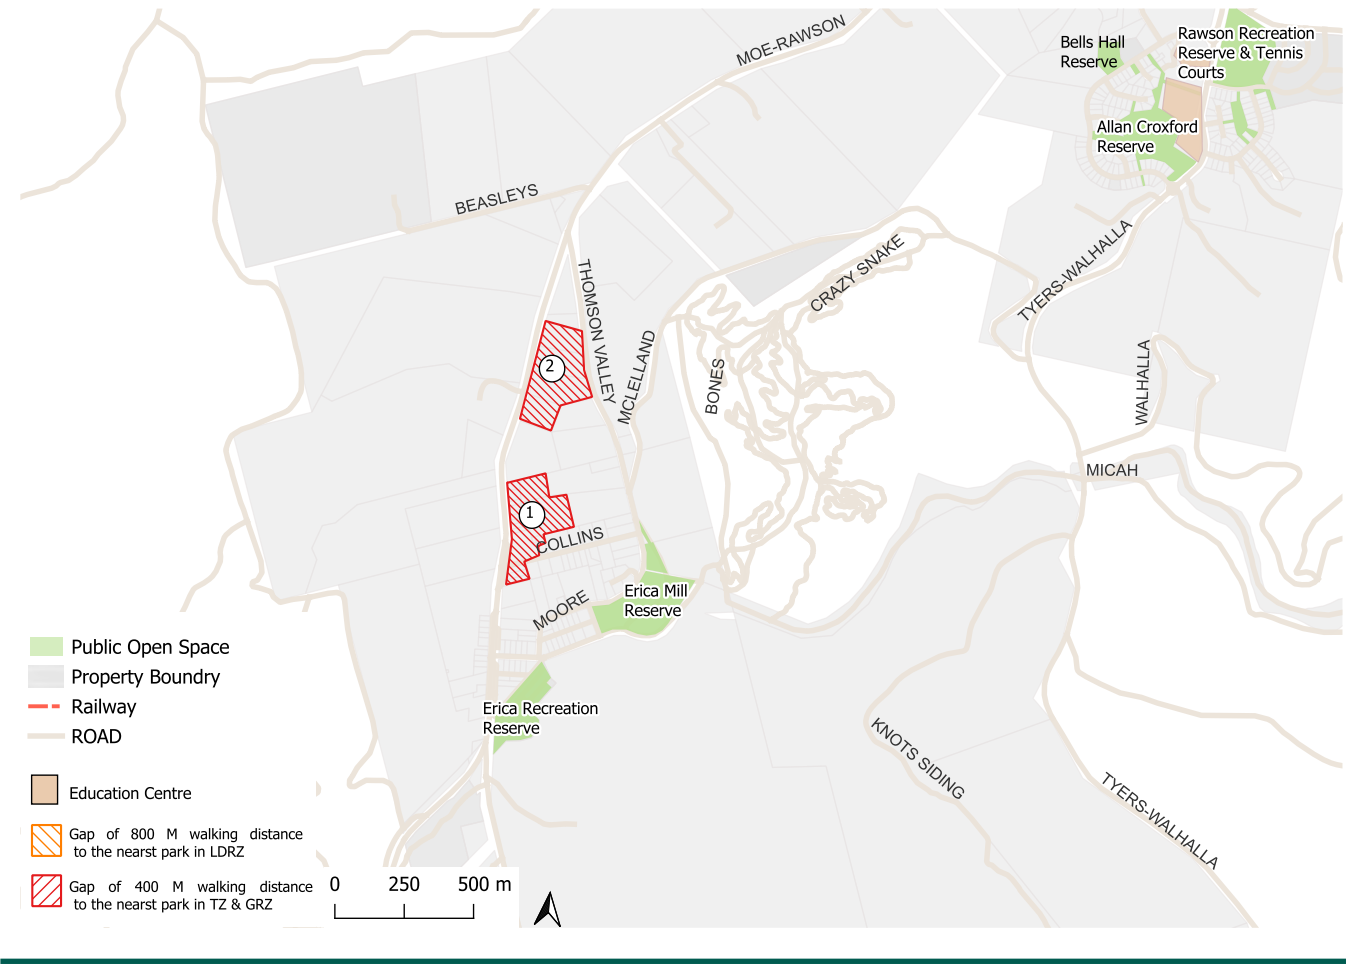 MOE-RAWSON
Bells Hall
Reserve
Rawson Recreation
Reserve & Tennis
Courts
Allan Croxford
Reserve
BEASLEYS
THOMSON VALLEY
CRAZY SNAKE
TYERS-WALHALLA
MCLELLAND
BONES
WALHALLA
2
MICAH
1
COLLINS
MOORE
Erica Mill
Reserve
Erica Recreation
Reserve
KNOTS SIDING
TYERS-WALHALLA
Public Open Space
Property Boundry
Railway
ROAD
Education Centre
Gap of 800 M walking distance
to the nearst park in LDRZ
Gap of 400 M walking distance
to the nearst park in TZ & GRZ
0 250 500 m